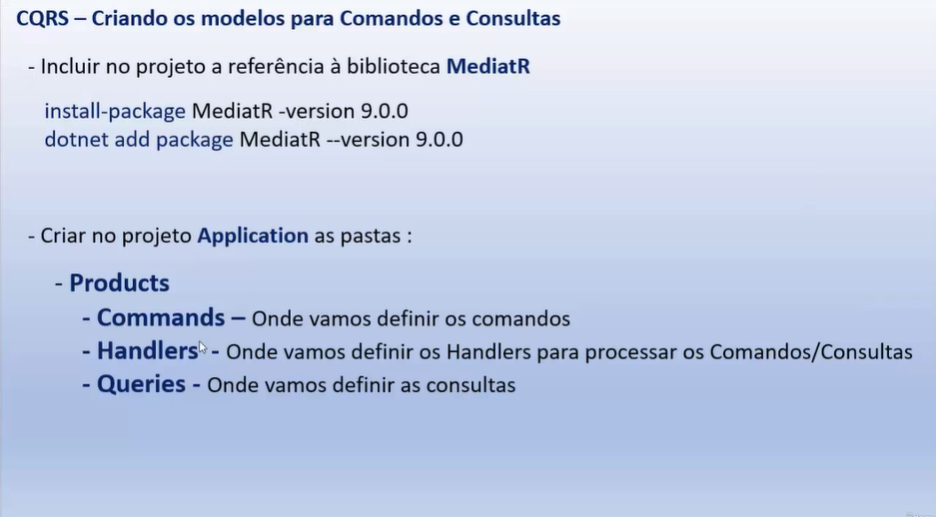 CQRS – Criando os modelos para Comandos e Consultas
- Incluir no projeto a referência à biblioteca MediatR
install-package MediatR -version 9.0.0
dotnet add package MediatR --version 9.0.0
- Criar no projeto Application as pastas :
- Products
- Commands – Onde vamos definir os comandos
- Handlers - Onde vamos definir os Handlers para processar os Comandos/Consultas
- Queries - Onde vamos definir as consultas